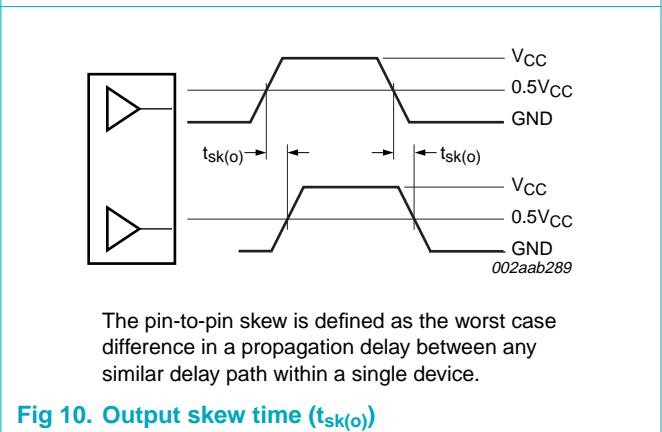 VCC
0.5VCC
GND
tsk(o)
tsk(o)
VCC
0.5VCC
GND
002aab289
The pin-to-pin skew is defined as the worst case
difference in a propagation delay between any
similar delay path within a single device.
Fig 10. Output skew time (tsk(o))